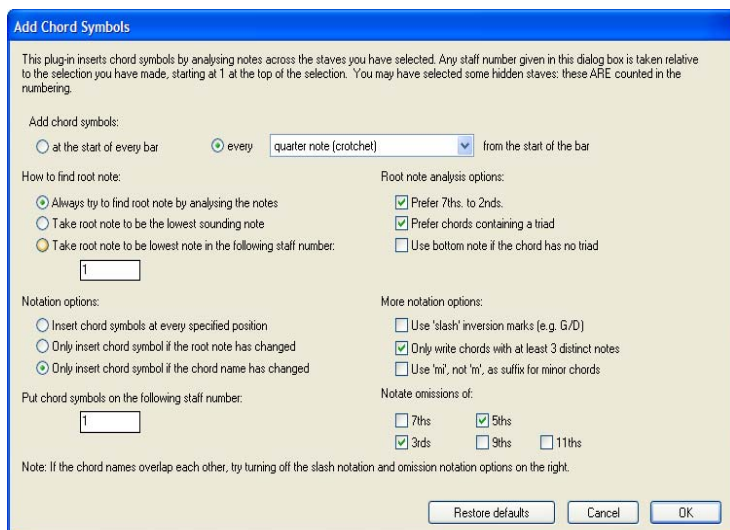 Add Chord Symbols
This plug-in inserts chord symbols by analysing notes across the staves you have selected. Any staff number given in this dialog box is taken relative
to the selection you have made, starting at 1 at the top of the selection. You may have selected some hidden staves: these ARE counted in the
numbering.
Add chord symbols:
at the start of every bar
every
quarter note (crotchet)
from the start of the bar
How to find root note:
Always try to find root note by analysing the notes
Take root note to be the lowest sounding note
Take root note to be lowest note in the following staff number:
1
Root note analysis options:
Prefer 7ths. to 2nds.
Prefer chords containing a triad
Use bottom note if the chord has no triad
Notation options:
Insert chord symbols at every specified position
Only insert chord symbol if the root note has changed
Only insert chord symbol if the chord name has changed
Put chord symbols on the following staff number:
1
More notation options:
Use 'slash' inversion marks (e.g. G/D)
Only write chords with at least 3 distinct notes
Use 'mi', not 'm', as suffix for minor chords
Notate omissions of:
7ths
5ths
3rds
9ths
11ths
Note: If the chord names overlap each other, try turning off the slash notation and omission notation options on the right.
Restore defaults
Cancel
OK